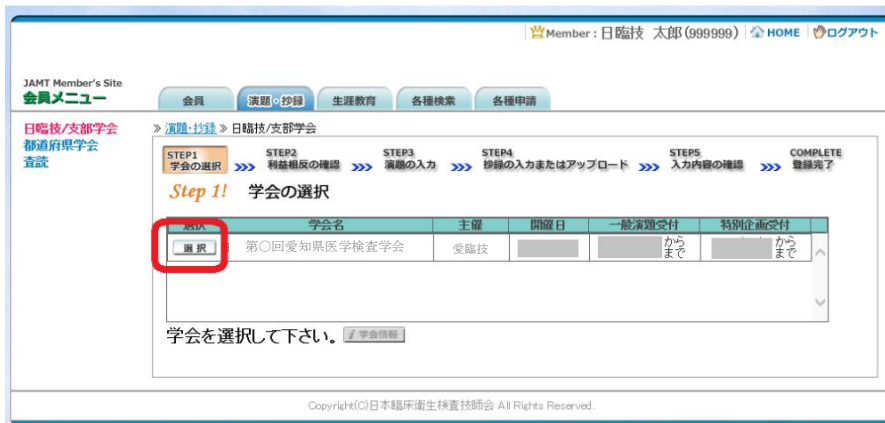 Member : 日臨技 太郎 (999999) HOME ログアウト
JAMT Member's Site
会員メニュー
会員 演題・抄録 生涯教育 各種検索 各種申請
日臨技/支部学会
都道府県学会
査読
≫ 演題・抄録 ≫ 日臨技/支部学会
STEP1 STEP2 STEP3 STEP4 STEP5 COMPLETE
学会の選択 >>> 利益相反の確認 >>> 演題の入力 >>> 抄録の入力またはアップロード >>> 入力内容の確認 >>> 登録完了
Step 1! 学会の選択
選択 学会名 主催 開催日 一般演題受付 特別企画受付
選択 第〇回愛知県医学検査学会 愛臨技 から から
まで まで
学会を選択して下さい。 i 学会情報
Copyright(C)日本臨床衛生検査技師会 All Rights Reserved.